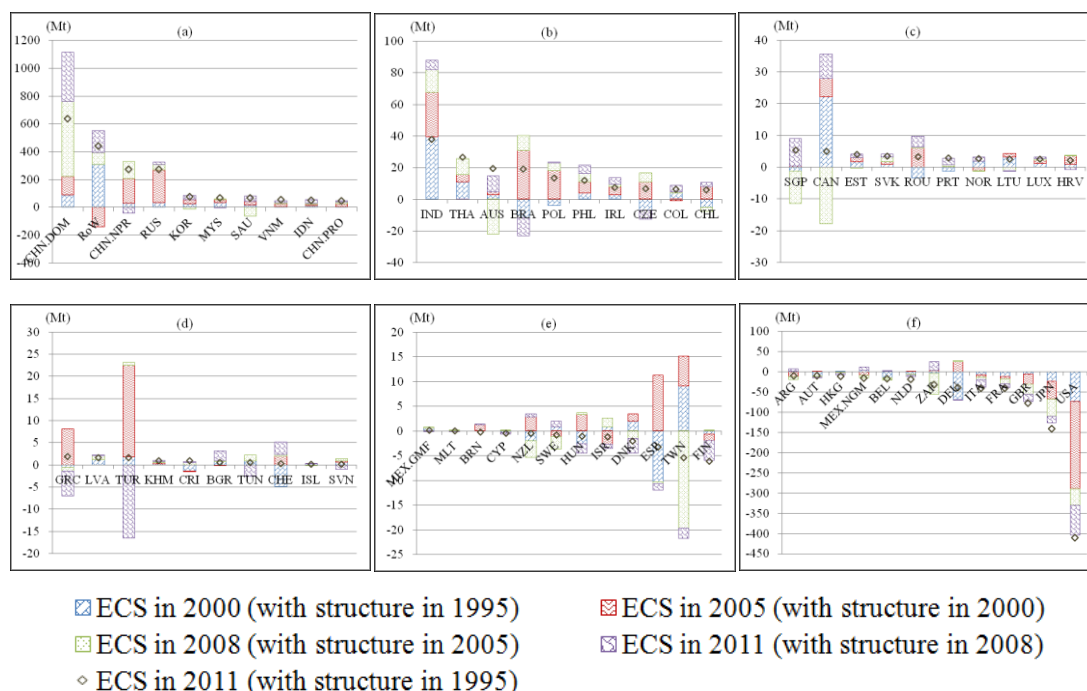 (Mt)
(a)
1200
1000
800
600
400
200
0
-200
-400
CHN.DOM RoW CHN.NPR RUS KOR MYS SAU VNM IDN CHN.PRO
(Mt)
(b)
100
80
60
40
20
0
-20
-40
IND THA AUS BRA POL PHL IRL CZE COL CHL
(Mt)
(c)
40
30
20
10
0
-10
-20
-30
SGP CAN EST SVK ROU PRT NOR LTU LUX HRV
(Mt)
(d)
30
25
20
15
10
5
0
-5
-10
-15
-20
GRC LVA TUR KHM CRI BGR TUN CHE ISL SVN
(Mt)
(e)
20
15
10
5
0
-5
-10
-15
-20
-25
MEX.GMF MLT BRN CYP NZL SWE HUN ISR DNK ESB TWN FIN
(Mt)
(f)
100
50
0
-50
-100
-150
-200
-250
-300
-350
-400
-450
ARG AUT HKG MEX.NGM BEL NLD ZAF DEU ITA FRA GBR JPN USA
ECS in 2000 (with structure in 1995)
ECS in 2005 (with structure in 2000)
ECS in 2008 (with structure in 2005)
ECS in 2011 (with structure in 2008)
ECS in 2011 (with structure in 1995)